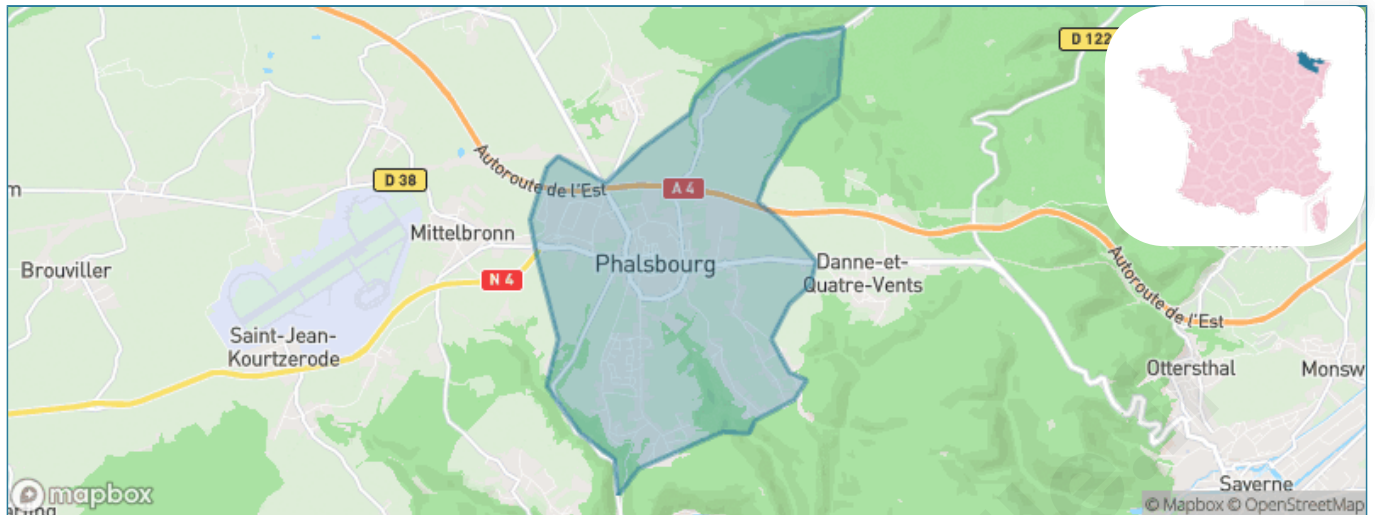 D 122
Autoroute de l'Est
D 38
A 4
m
Mittelbronn
Brouviller
Phalsbourg
Danne-et-
Quatre-Vents
N 4
Autoroute de l'Est
Saint-Jean-
Kourtzerode
Ottersthal
Monsw
Saverne
mapbox
© Mapbox © OpenStreetMap